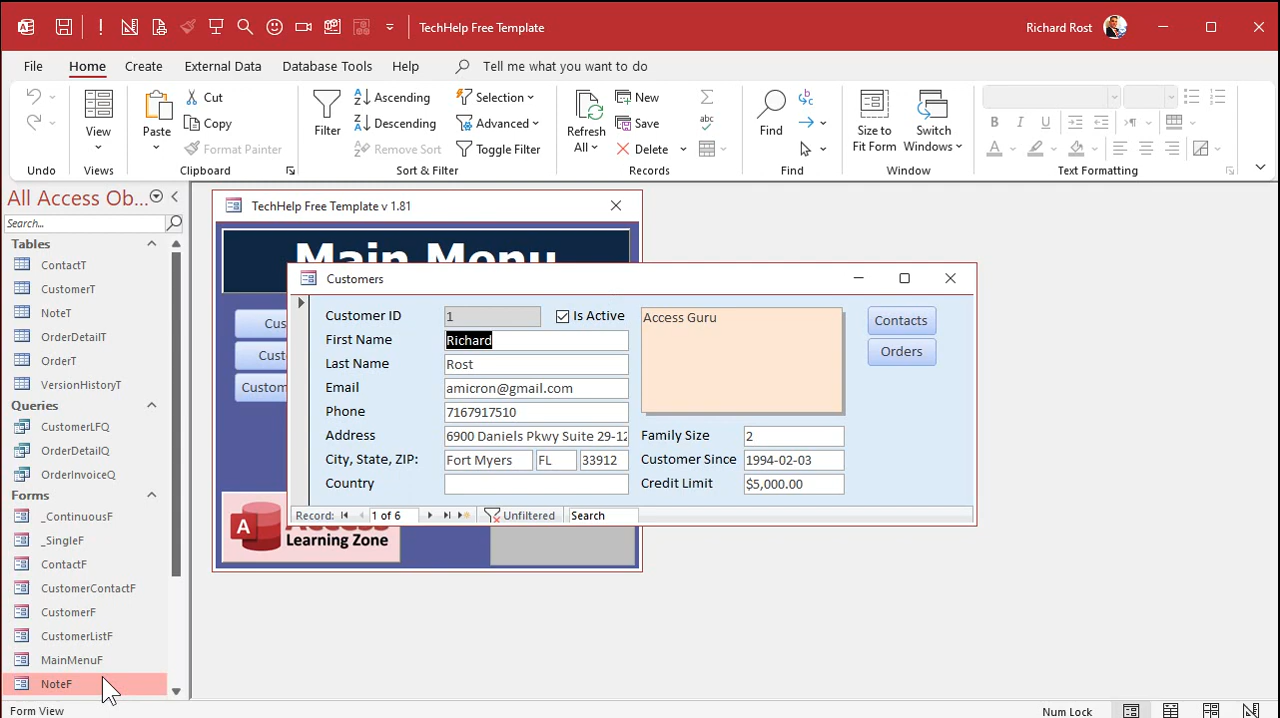 TechHelp Free Template
Richard Rost
File Home Create External Data Database Tools Help Tell me what you want to do
Undo
View
Views
Paste
Cut
Copy
Format Painter
Clipboard
Filter
Ascending
Descending
Remove Sort
Selection
Advanced
Toggle Filter
Sort & Filter
Refresh All
New
Save
Delete
Records
Find
Find
Size to Fit Form
Switch Windows
Window
Text Formatting
All Access Ob...
Search...
Tables
ContactT
CustomerT
NoteT
OrderDetailT
OrderT
VersionHistoryT
Queries
CustomerLFQ
OrderDetailQ
OrderInvoiceQ
Forms
_ContinuousF
_SingleF
ContactF
CustomerContactF
CustomerF
CustomerListF
MainMenuF
NoteF
TechHelp Free Template v 1.81
Main Menu
Cus
Custo
Custom
Learning Zone
Customers
Customer ID 1 Is Active
First Name Richard
Last Name Rost
Email amicron@gmail.com
Phone 7167917510
Address 6900 Daniels Pkwy Suite 29-12
City, State, ZIP: Fort Myers FL 33912
Country
Access Guru
Family Size 2
Customer Since 1994-02-03
Credit Limit $5,000.00
Contacts
Orders
Record: 1 of 6 Unfiltered Search
Form View
Num Lock